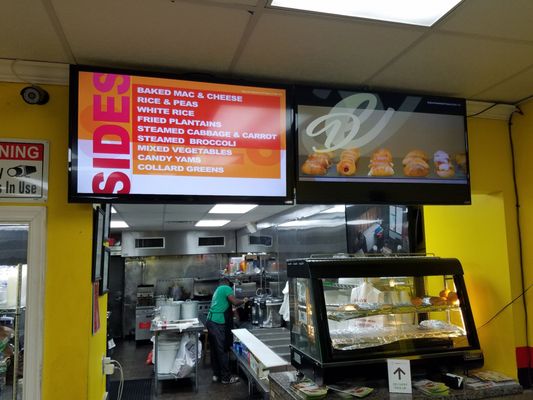 SIDES
BAKED MAC & CHEESE
RICE & PEAS
WHITE RICE
FRIED PLANTAINS
STEAMED CABBAGE & CARROT
STEAMED BROCCOLI
MIXED VEGETABLES
CANDY YAMS
COLLARD GREENS
NING
in Use